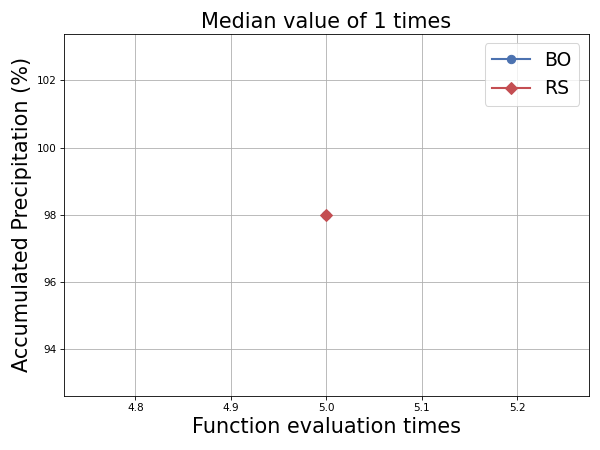 Median value of 1 times
BO
RS
Accumulated Precipitation (%)
102
100
98
96
94
4.8 4.9 5.0 5.1 5.2
Function evaluation times